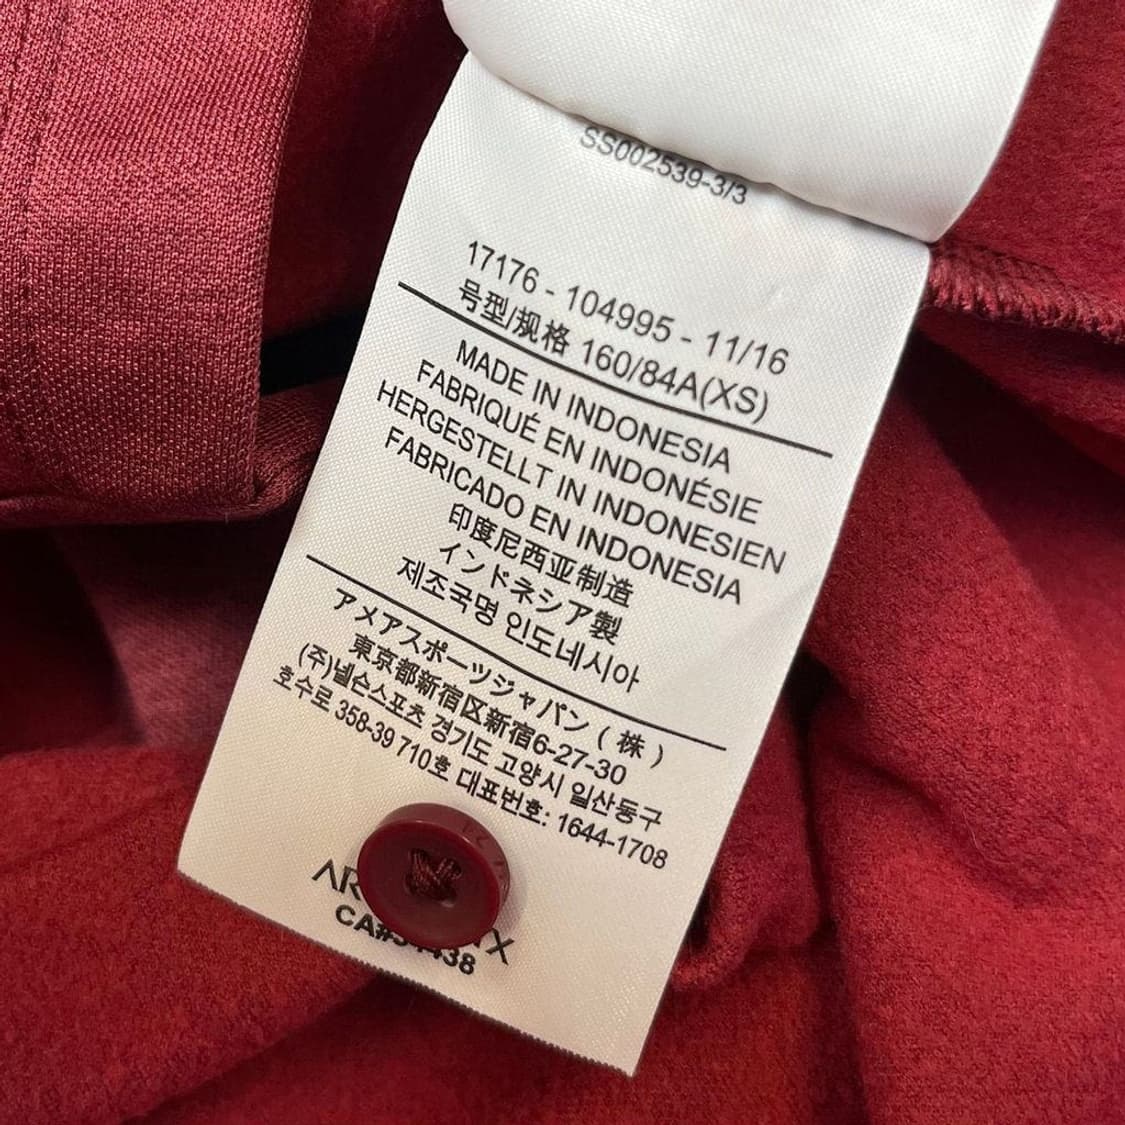 SS002539-3/3
17176 - 104995 - 11/16
号型/规格 160/84A(XS)
MADE IN INDONESIA
FABRIQUÉ EN INDONÉSIE
HERGESTELLT IN INDONESIEN
FABRICADO EN INDONESIA
印度尼西亚制造
インドネシア製
제조국명 인도네시아
アメアスポーツジャパン ( 株 )
東京都新宿区新宿6-27-30
(주)넬슨스포츠 경기도 고양시 일산동구
호수로 358-39 710호 대표번호: 1644-1708